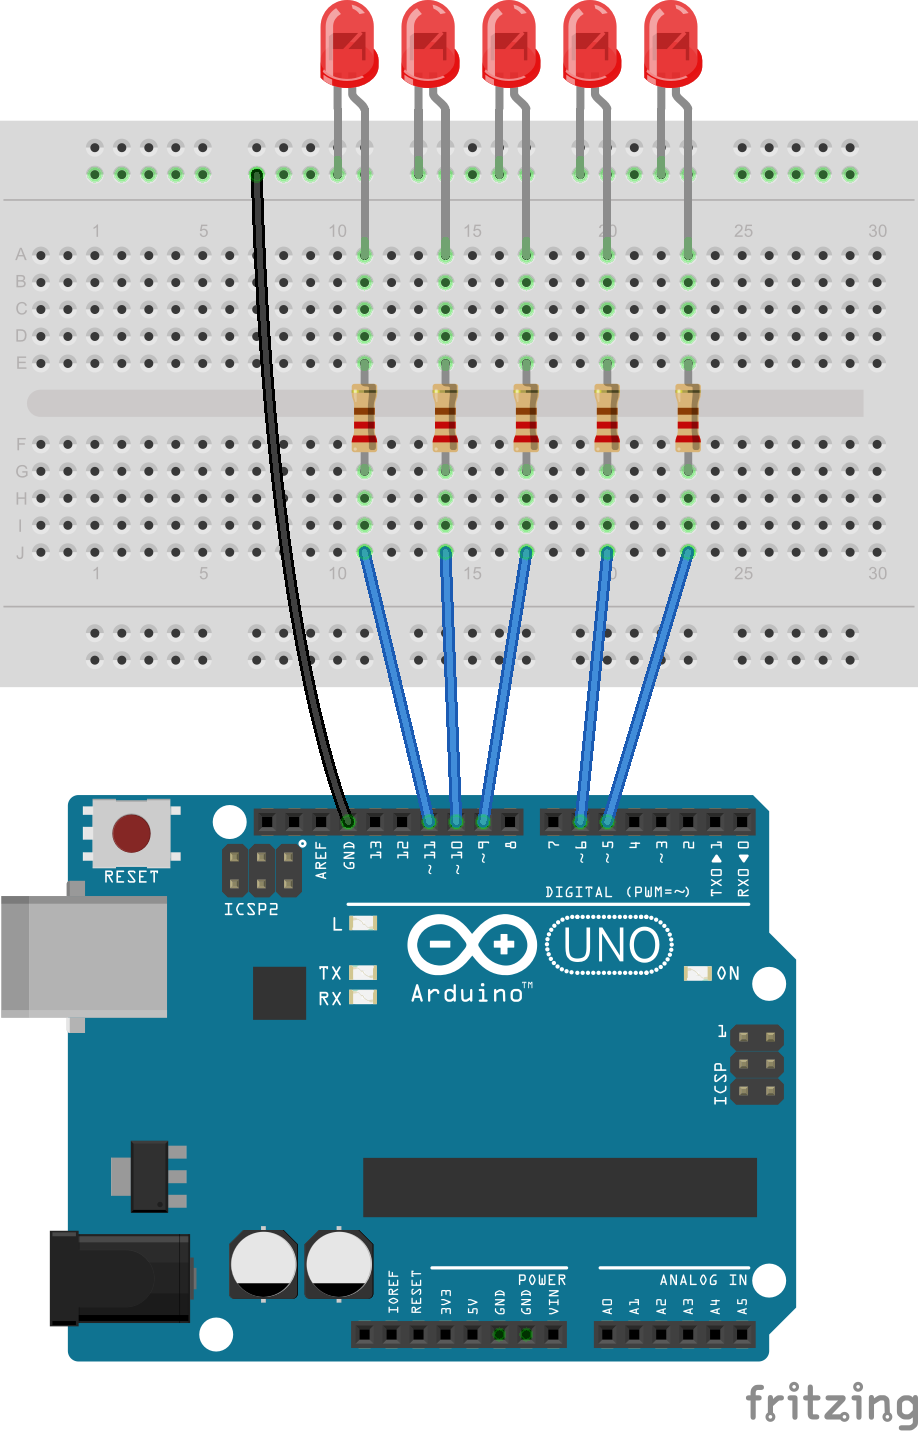 1 5 10 15 20 25 30
A
B
C
D
E
F
G
H
I
J
1 5 10 15 25 30
RESET
ICSP2
AREF
GND
13
12
~11
~10
~9
8
7
~6
~5
4
~3
2
TX0▶1
RX0◀0
DIGITAL (PWM=~)
L
TX
RX
Arduino™
UNO
ON
1
ICSP
POWER
ANALOG IN
IOREF
RESET
3V3
5V
GND
GND
VIN
A0
A1
A2
A3
A4
A5
fritzing